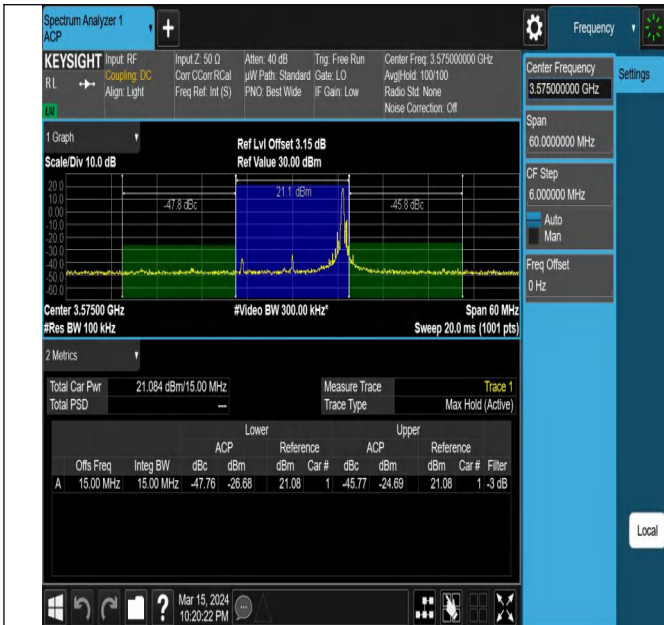 Spectrum Analyzer 1
ACP
Frequency
KEYSIGHT
RL
LXI
Input: RF
Coupling: DC
Align: Light
Input Z: 50 Ω
Corr CCorr RCal
Freq Ref: Int (S)
Atten: 40 dB
µW Path: Standard
PNO: Best Wide
Trig: Free Run
Gate: LO
IF Gain: Low
Center Freq: 3.575000000 GHz
Avg|Hold: 100/100
Radio Std: None
Noise Correction: Off
Center Frequency
3.575000000 GHz
Settings
Span
60.0000000 MHz
CF Step
6.000000 MHz
Auto
Man
Freq Offset
0 Hz
1 Graph
Scale/Div 10.0 dB
Ref Lvl Offset 3.15 dB
Ref Value 30.00 dBm
20.0
10.0
0.00
-10.0
-20.0
-30.0
-40.0
-50.0
-60.0
-47.8 dBc
21.1 dBm
-45.8 dBc
Center 3.57500 GHz
#Video BW 300.00 kHz*
Span 60 MHz
#Res BW 100 kHz
Sweep 20.0 ms (1001 pts)
2 Metrics
Total Car Pwr 21.084 dBm/15.00 MHz
Total PSD ---
Measure Trace Trace 1
Trace Type Max Hold (Active)
Lower Upper
ACP Reference ACP Reference
Offs Freq Integ BW dBc dBm dBm Car # dBc dBm dBm Car # Filter
A 15.00 MHz 15.00 MHz -47.76 -26.68 21.08 1 -45.77 -24.69 21.08 1 -3 dB
Local
?
Mar 15, 2024
10:20:22 PM